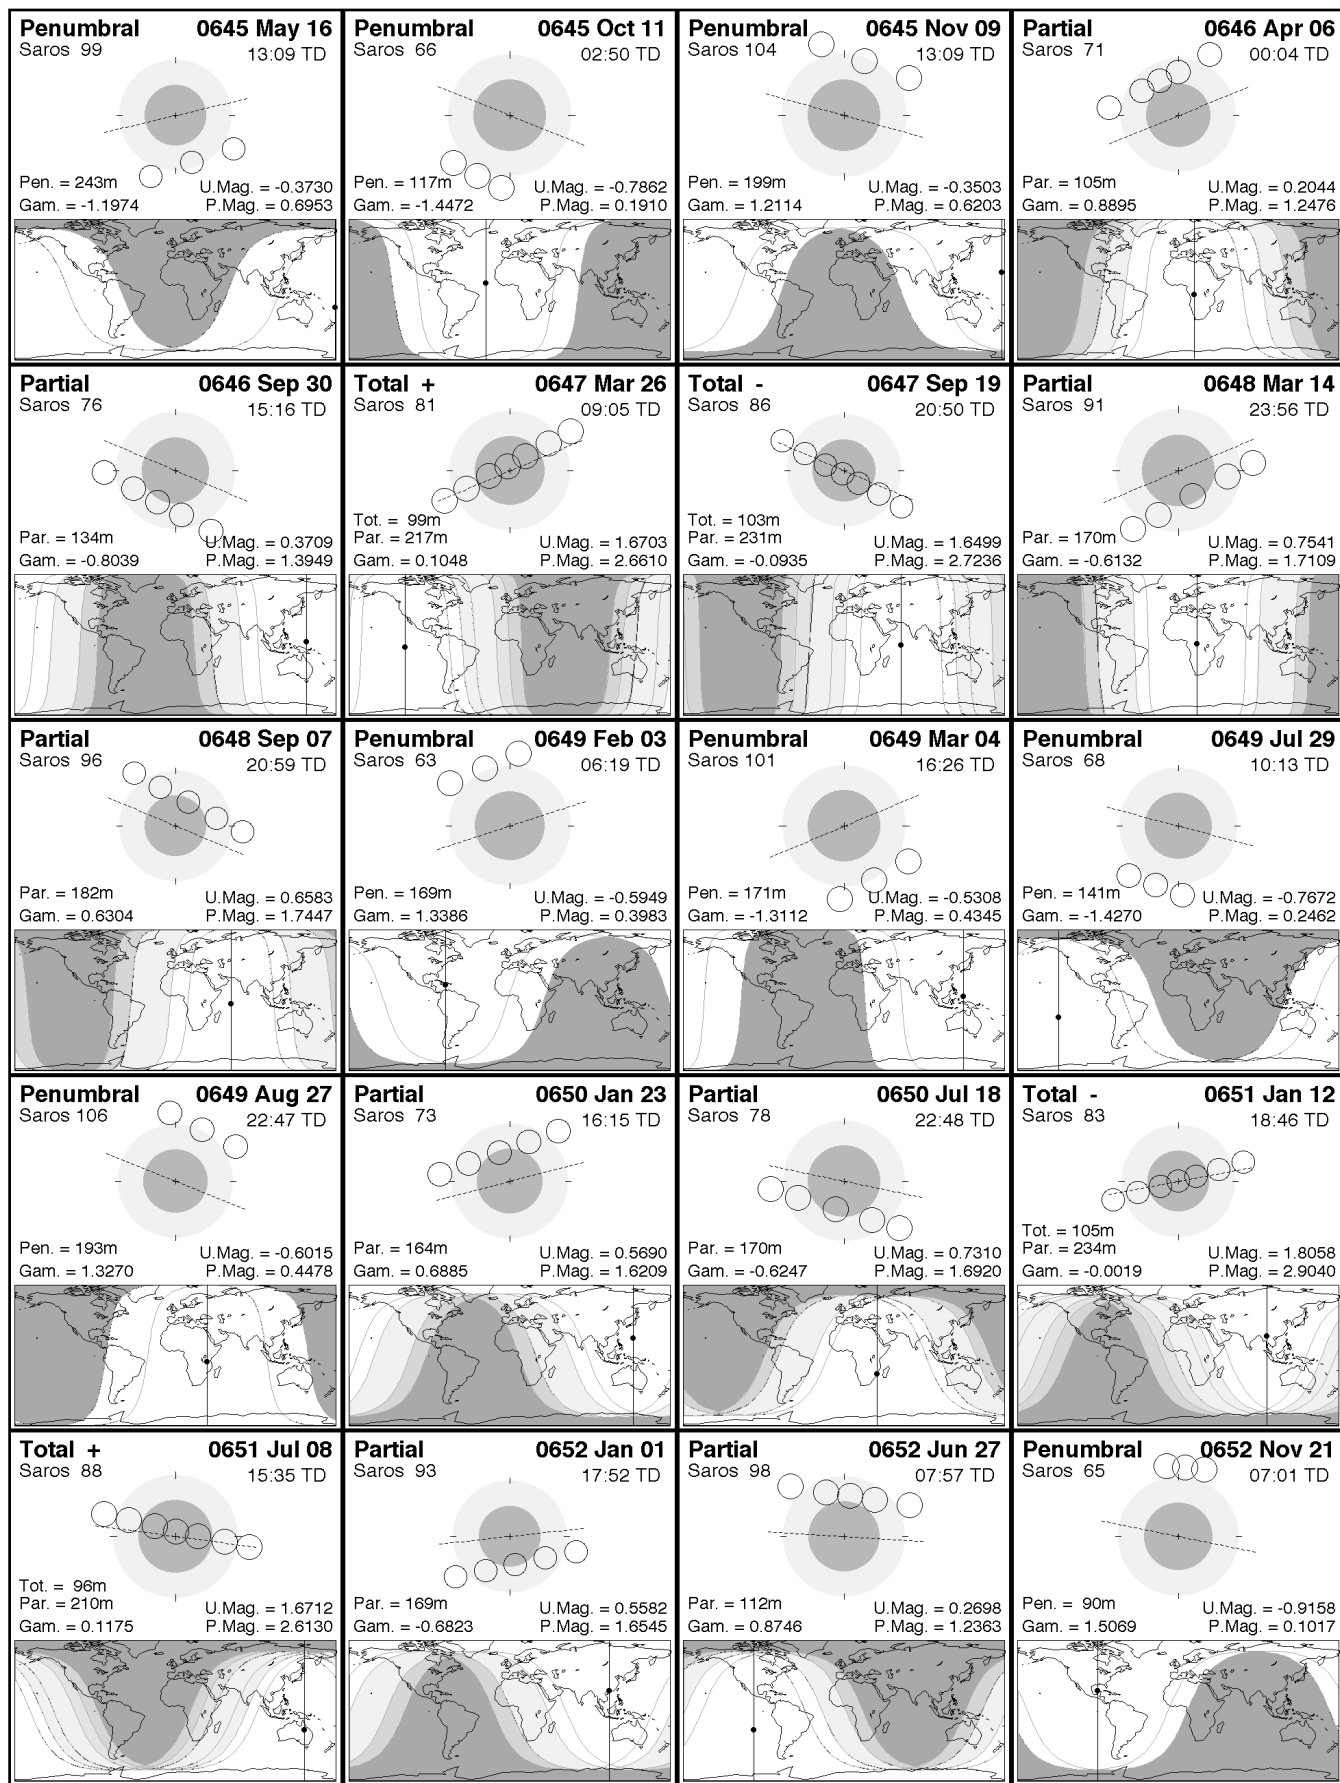 Penumbral 0645 May 16
Saros 99 13:09 TD
Pen. = 243m U.Mag. = -0.3730
Gam. = -1.1974 P.Mag. = 0.6953
Penumbral 0645 Oct 11
Saros 66 02:50 TD
Pen. = 117m U.Mag. = -0.7862
Gam. = -1.4472 P.Mag. = 0.1910
Penumbral 0645 Nov 09
Saros 104 13:09 TD
Pen. = 199m U.Mag. = -0.3503
Gam. = 1.2114 P.Mag. = 0.6203
Partial 0646 Apr 06
Saros 71 00:04 TD
Par. = 105m U.Mag. = 0.2044
Gam. = 0.8895 P.Mag. = 1.2476
Partial 0646 Sep 30
Saros 76 15:16 TD
Par. = 134m U.Mag. = 0.3709
Gam. = -0.8039 P.Mag. = 1.3949
Total + 0647 Mar 26
Saros 81 09:05 TD
Tot. = 99m
Par. = 217m U.Mag. = 1.6703
Gam. = 0.1048 P.Mag. = 2.6610
Total - 0647 Sep 19
Saros 86 20:50 TD
Tot. = 103m
Par. = 231m U.Mag. = 1.6499
Gam. = -0.0935 P.Mag. = 2.7236
Partial 0648 Mar 14
Saros 91 23:56 TD
Par. = 170m U.Mag. = 0.7541
Gam. = -0.6132 P.Mag. = 1.7109
Partial 0648 Sep 07
Saros 96 20:59 TD
Par. = 182m U.Mag. = 0.6583
Gam. = 0.6304 P.Mag. = 1.7447
Penumbral 0649 Feb 03
Saros 63 06:19 TD
Pen. = 169m U.Mag. = -0.5949
Gam. = 1.3386 P.Mag. = 0.3983
Penumbral 0649 Mar 04
Saros 101 16:26 TD
Pen. = 171m U.Mag. = -0.5308
Gam. = -1.3112 P.Mag. = 0.4345
Penumbral 0649 Jul 29
Saros 68 10:13 TD
Pen. = 141m U.Mag. = -0.7672
Gam. = -1.4270 P.Mag. = 0.2462
Penumbral 0649 Aug 27
Saros 106 22:47 TD
Pen. = 193m U.Mag. = -0.6015
Gam. = 1.3270 P.Mag. = 0.4478
Partial 0650 Jan 23
Saros 73 16:15 TD
Par. = 164m U.Mag. = 0.5690
Gam. = 0.6885 P.Mag. = 1.6209
Partial 0650 Jul 18
Saros 78 22:48 TD
Par. = 170m U.Mag. = 0.7310
Gam. = -0.6247 P.Mag. = 1.6920
Total - 0651 Jan 12
Saros 83 18:46 TD
Tot. = 105m
Par. = 234m U.Mag. = 1.8058
Gam. = -0.0019 P.Mag. = 2.9040
Total + 0651 Jul 08
Saros 88 15:35 TD
Tot. = 96m
Par. = 210m U.Mag. = 1.6712
Gam. = 0.1175 P.Mag. = 2.6130
Partial 0652 Jan 01
Saros 93 17:52 TD
Par. = 169m U.Mag. = 0.5582
Gam. = -0.6823 P.Mag. = 1.6545
Partial 0652 Jun 27
Saros 98 07:57 TD
Par. = 112m U.Mag. = 0.2698
Gam. = 0.8746 P.Mag. = 1.2363
Penumbral 0652 Nov 21
Saros 65 07:01 TD
Pen. = 90m U.Mag. = -0.9158
Gam. = 1.5069 P.Mag. = 0.1017